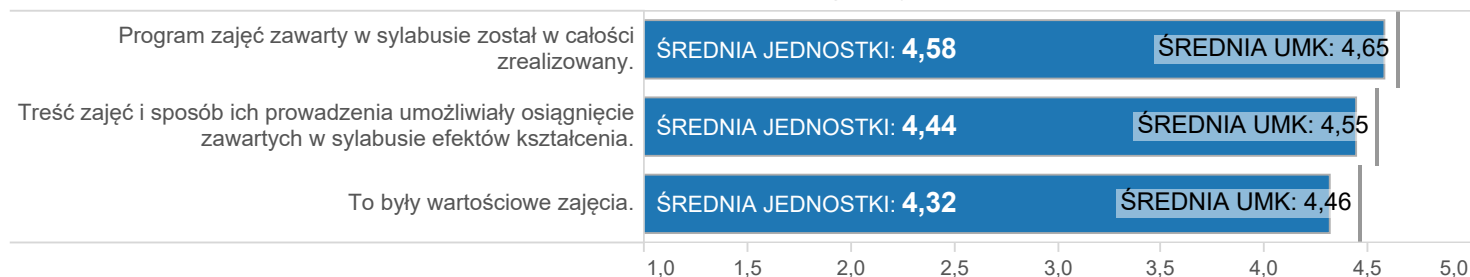 Program zajęć zawarty w sylabusie został w całości
zrealizowany.
ŚREDNIA JEDNOSTKI: 4,58
ŚREDNIA UMK: 4,65
Treść zajęć i sposób ich prowadzenia umożliwiały osiągnięcie
zawartych w sylabusie efektów kształcenia.
ŚREDNIA JEDNOSTKI: 4,44
ŚREDNIA UMK: 4,55
To były wartościowe zajęcia.
ŚREDNIA JEDNOSTKI: 4,32
ŚREDNIA UMK: 4,46
1,0 1,5 2,0 2,5 3,0 3,5 4,0 4,5 5,0